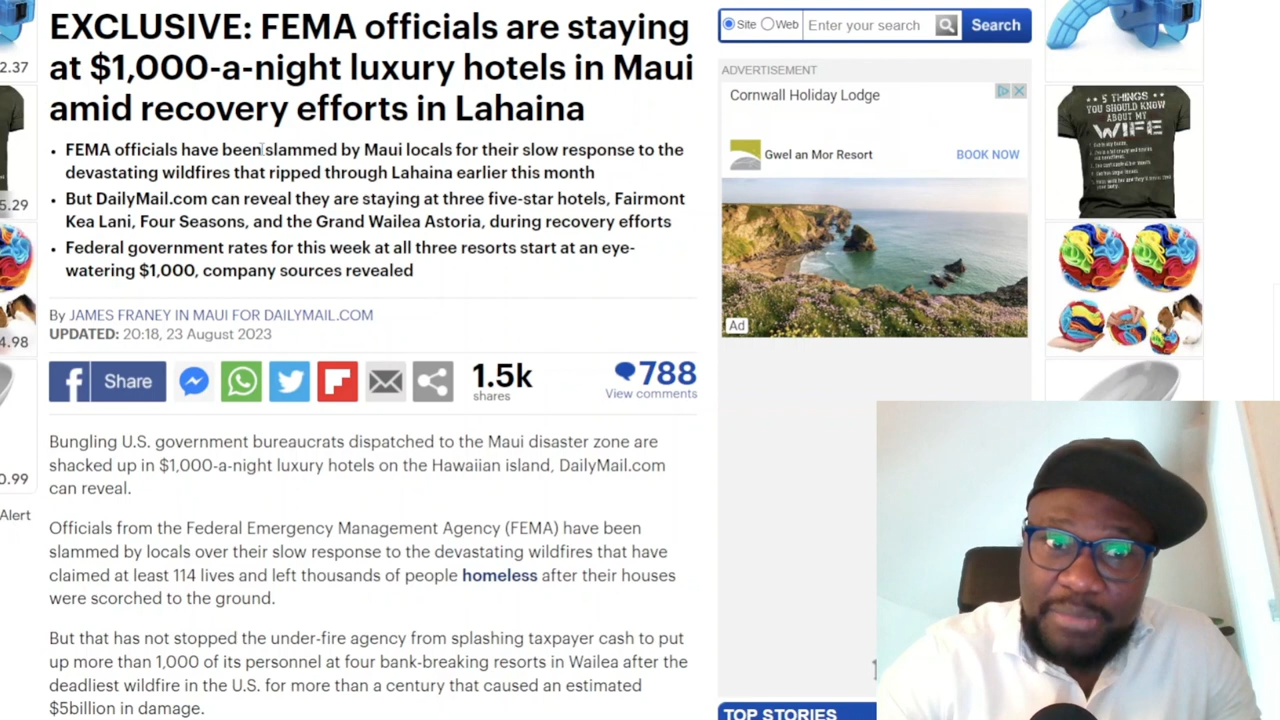 EXCLUSIVE: FEMA officials are staying
at $1,000-a-night luxury hotels in Maui
amid recovery efforts in Lahaina
• FEMA officials have been slammed by Maui locals for their slow response to the
devastating wildfires that ripped through Lahaina earlier this month
• But DailyMail.com can reveal they are staying at three five-star hotels, Fairmont
Kea Lani, Four Seasons, and the Grand Wailea Astoria, during recovery efforts
• Federal government rates for this week at all three resorts start at an eye-
watering $1,000, company sources revealed
By JAMES FRANEY IN MAUI FOR DAILYMAIL.COM
UPDATED: 20:18, 23 August 2023
f Share
1.5k
shares
788
View comments
Bungling U.S. government bureaucrats dispatched to the Maui disaster zone are
shacked up in $1,000-a-night luxury hotels on the Hawaiian island, DailyMail.com
can reveal.
Officials from the Federal Emergency Management Agency (FEMA) have been
slammed by locals over their slow response to the devastating wildfires that have
claimed at least 114 lives and left thousands of people homeless after their houses
were scorched to the ground.
But that has not stopped the under-fire agency from splashing taxpayer cash to put
up more than 1,000 of its personnel at four bank-breaking resorts in Wailea after the
deadliest wildfire in the U.S. for more than a century that caused an estimated
$5billion in damage.
2.37
5.29
4.98
0.99
Alert
Site Web Enter your search Search
ADVERTISEMENT
Cornwall Holiday Lodge
Gwel an Mor Resort BOOK NOW
Ad
TOP STORIES
5 THINGS
YOU SHOULD KNOW
ABOUT MY
WIFE